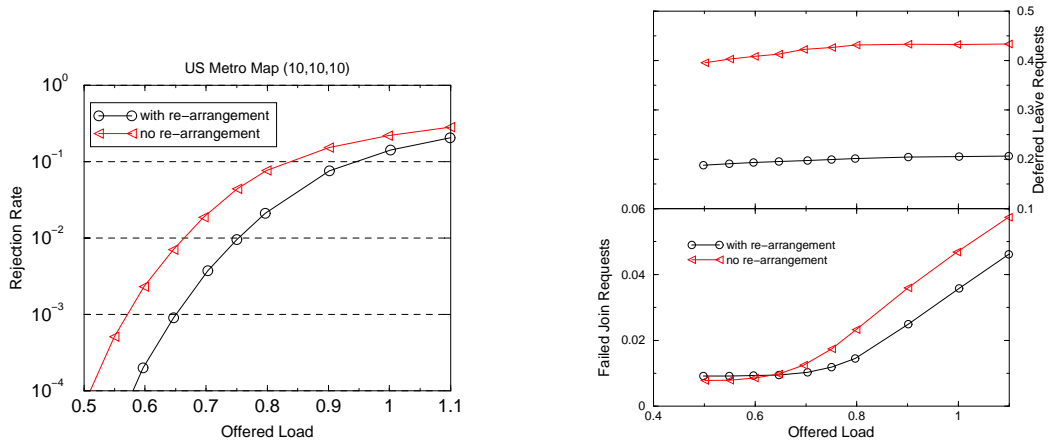 US Metro Map (10,10,10)
10^0
10^−1
10^−2
10^−3
10^−4
Rejection Rate
with re−arrangement
no re−arrangement
0.5 0.6 0.7 0.8 0.9 1 1.1
Offered Load
0.5
0.4
0.3
0.2
0.1
Deferred Leave Requests
0.06
0.04
0.02
0
Failed Join Requests
with re−arrangement
no re−arrangement
0.4 0.6 0.8 1
Offered Load